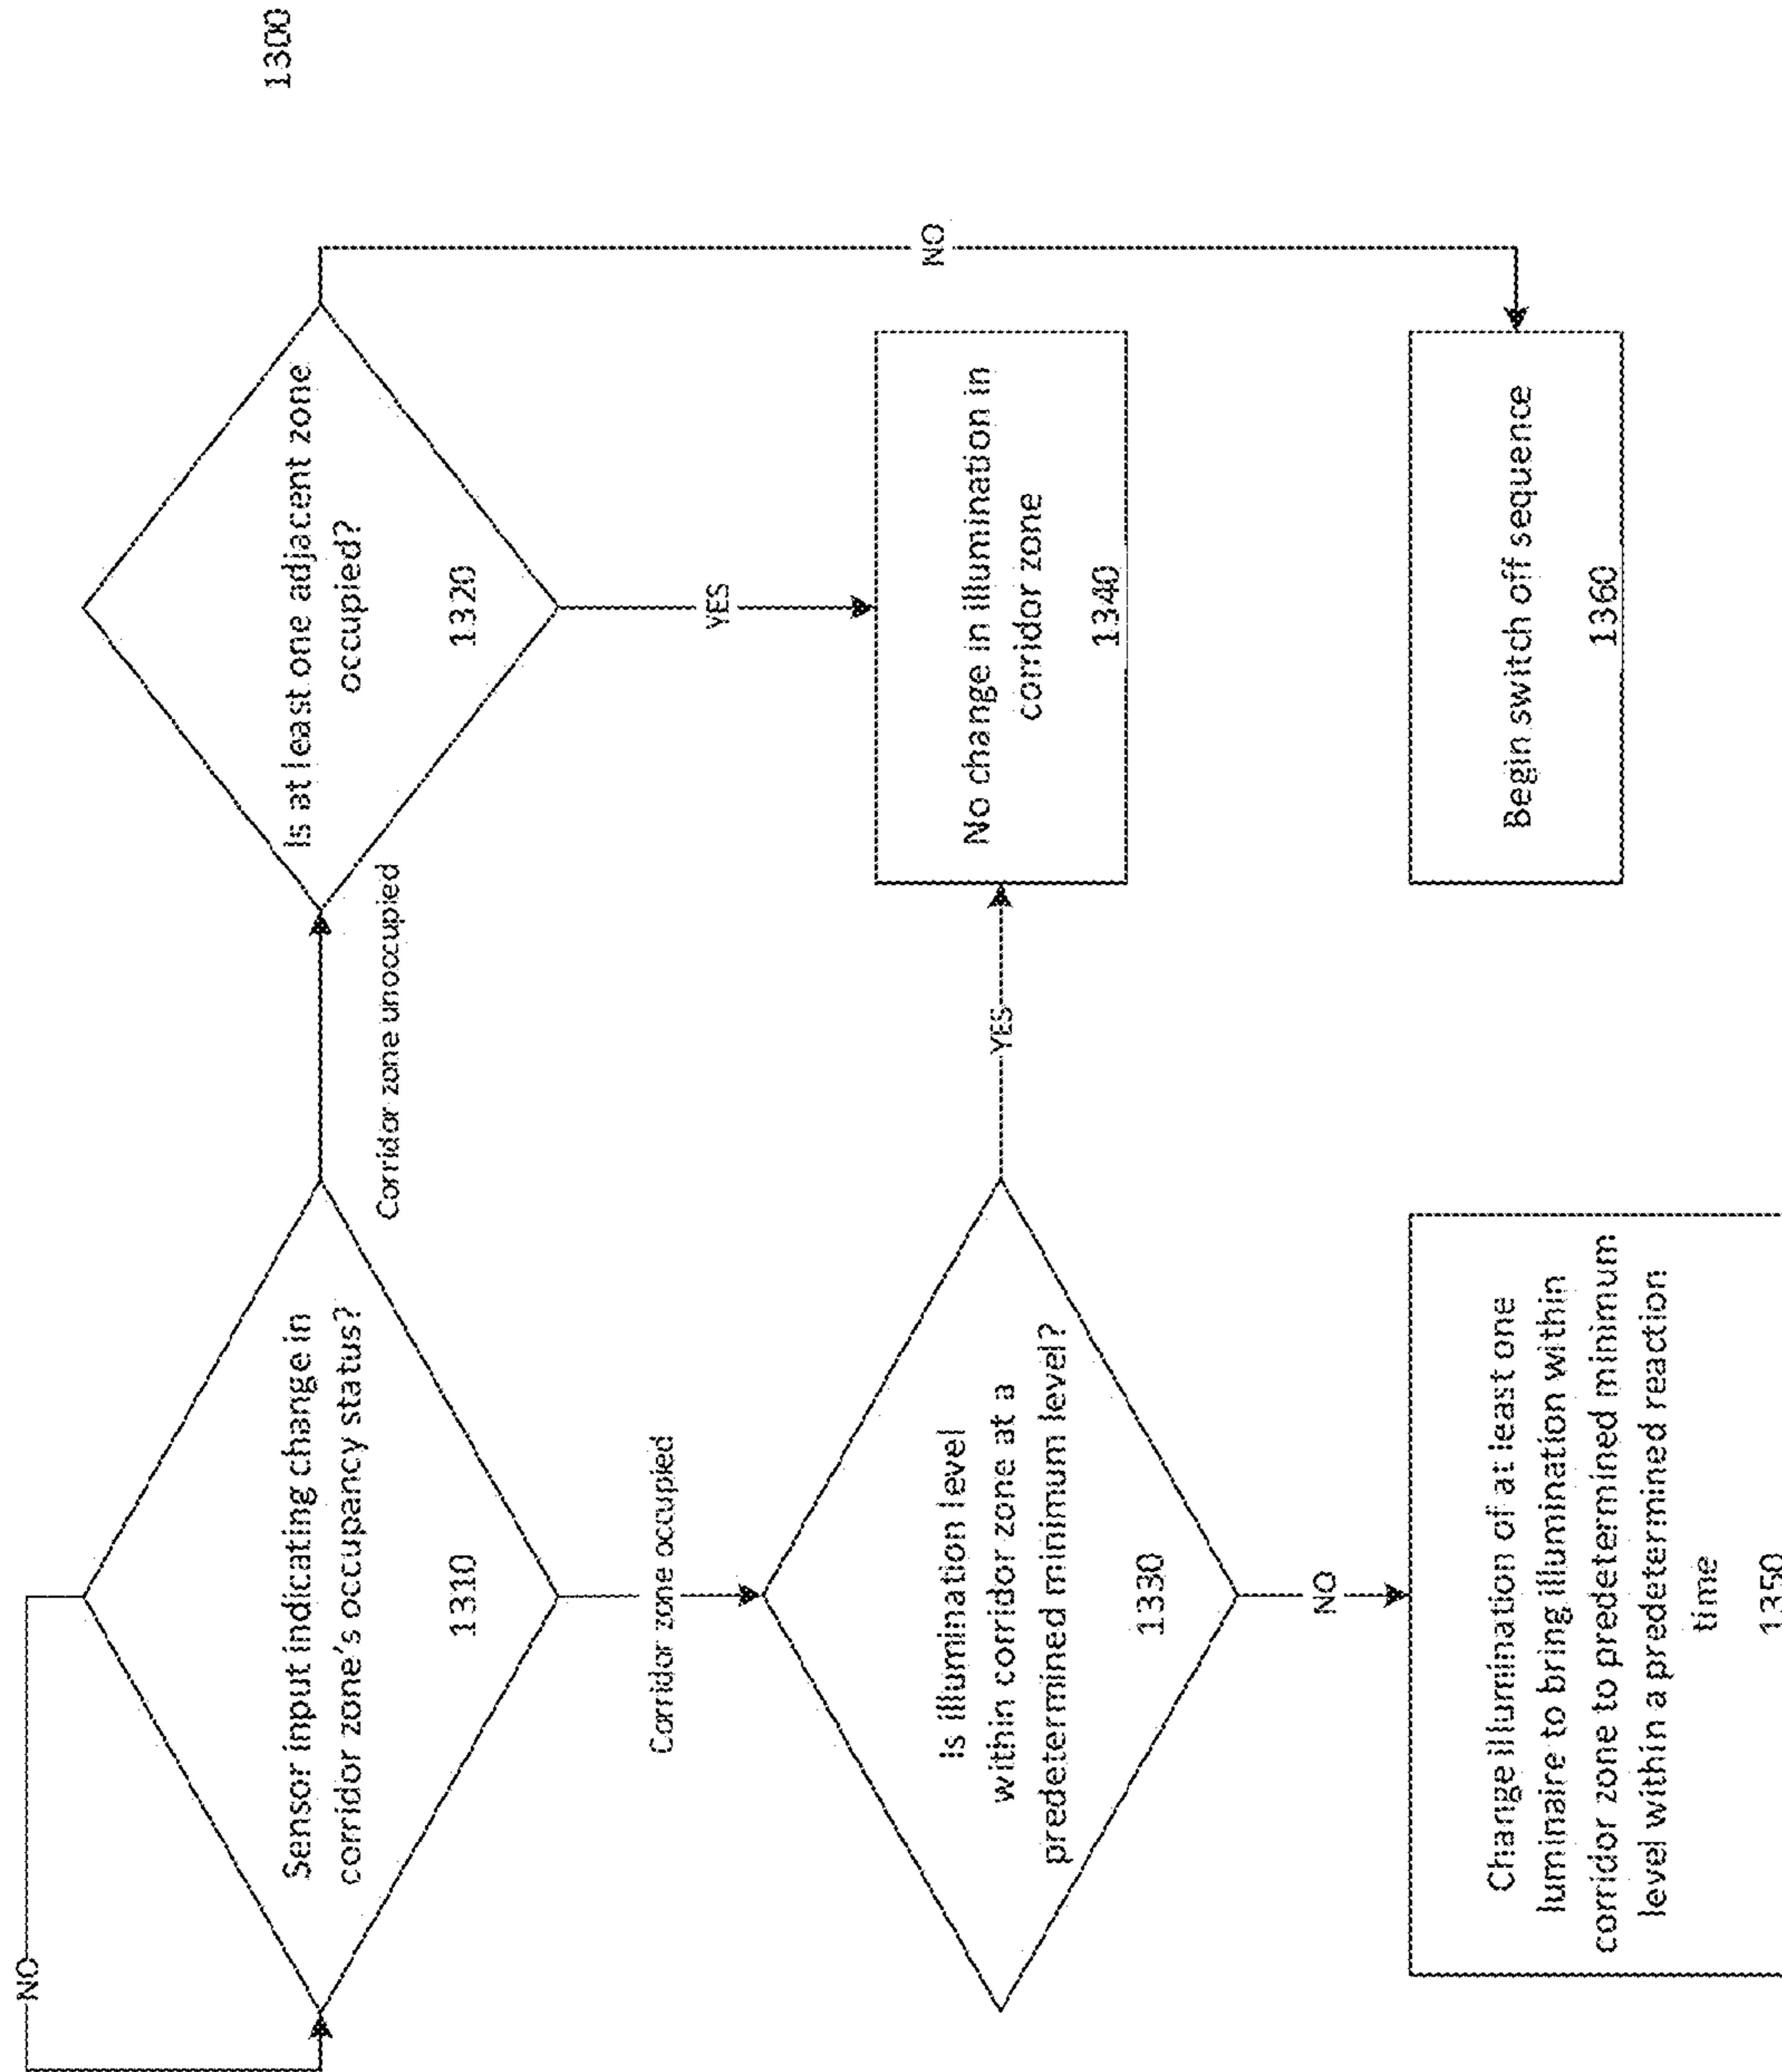 1300
NO
Sensor input indicating change in
corridor zone's occupancy status?
1310
Corridor zone unoccupied
Is at least one adjacent zone
occupied?
1320
Corridor zone occupied
YES
NO
Is illumination level
within corridor zone at a
predetermined minimum level?
1330
YES
No change in illumination in
corridor zone
1340
NO
Change illumination of at least one
luminaire to bring illumination within
corridor zone to predetermined minimum
level within a predetermined reaction
time
1350
Begin switch off sequence
1360